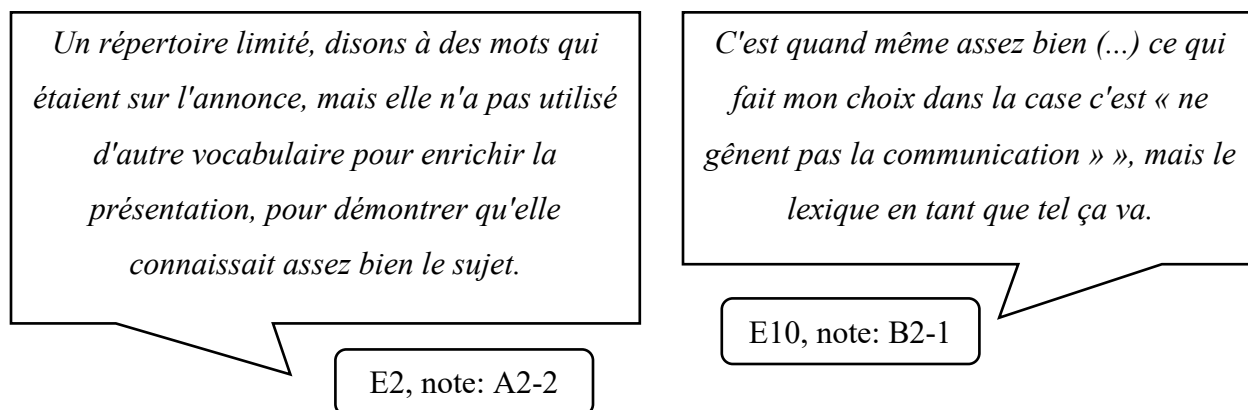 Un répertoire limité, disons à des mots qui
étaient sur l'annonce, mais elle n'a pas utilisé
d'autre vocabulaire pour enrichir la
présentation, pour démontrer qu'elle
connaissait assez bien le sujet.
E2, note: A2-2
C'est quand même assez bien (...) ce qui
fait mon choix dans la case c'est « ne
gênent pas la communication » », mais le
lexique en tant que tel ça va.
E10, note: B2-1